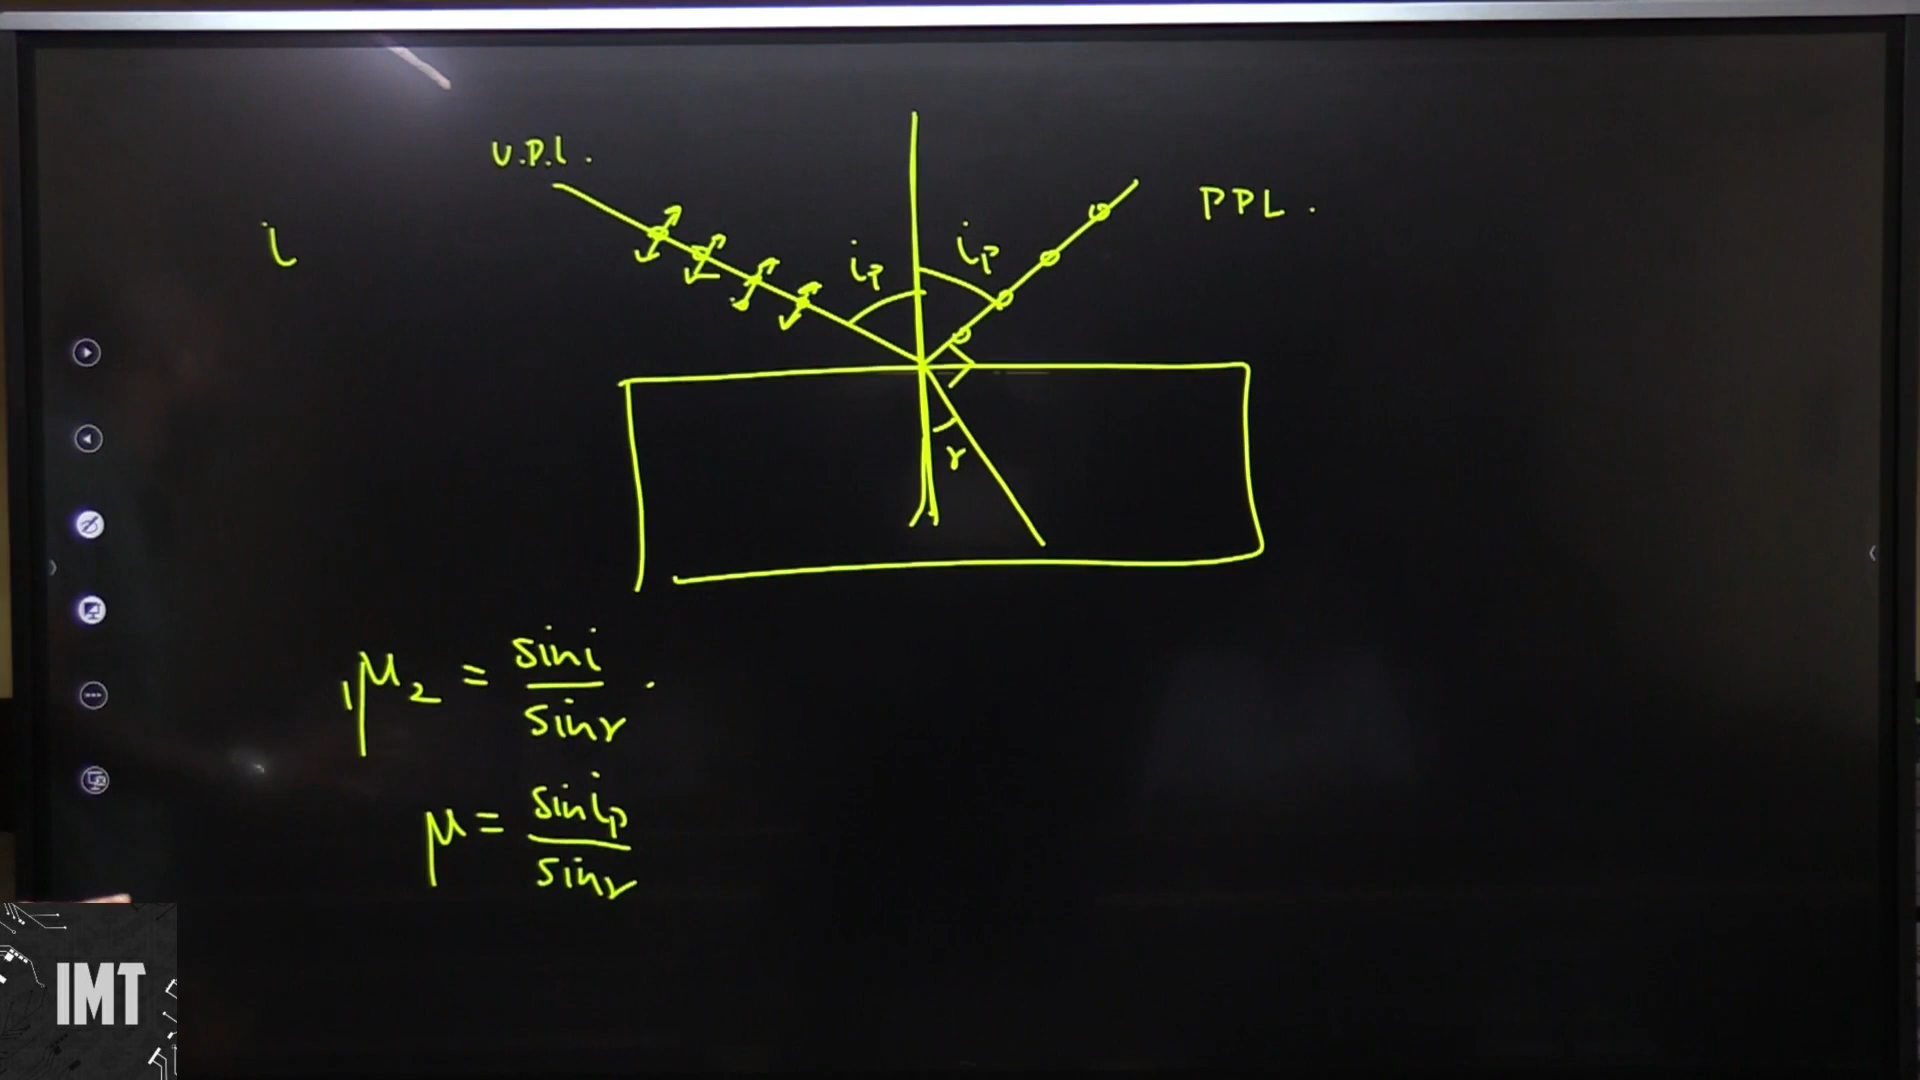 U.P.L.
PPL.
i
ip
ip
r
1μ2 = sini / sinr .
μ = sinip / sinr
IMT